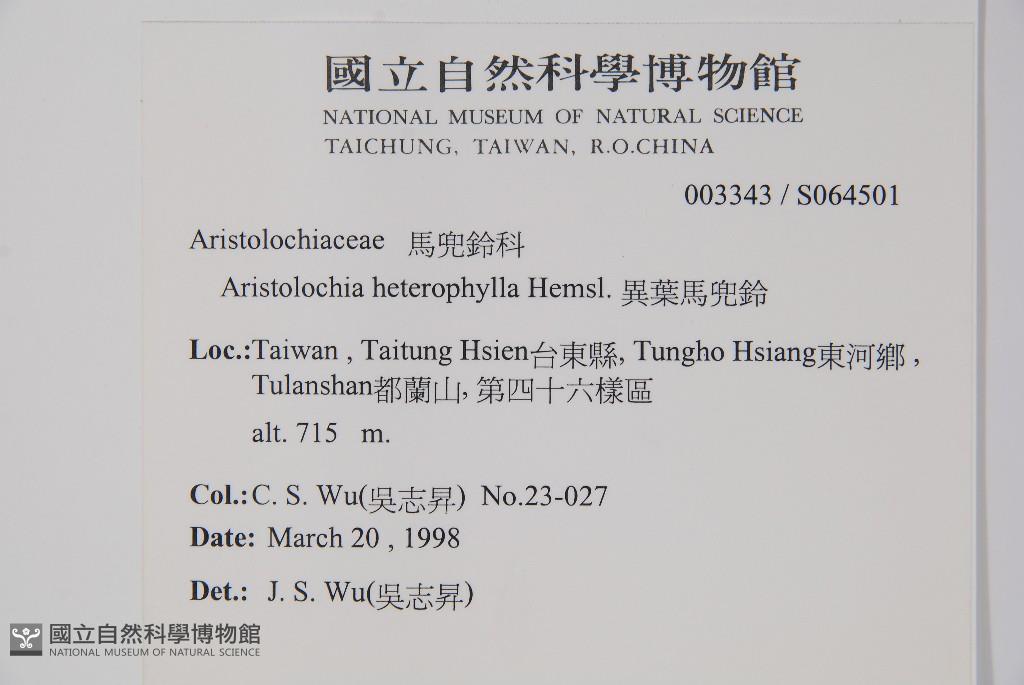 國立自然科學博物館
NATIONAL MUSEUM OF NATURAL SCIENCE
TAICHUNG, TAIWAN, R.O.CHINA
003343 / S064501
Aristolochiaceae 馬兜鈴科
Aristolochia heterophylla Hemsl. 異葉馬兜鈴
Loc.:Taiwan , Taitung Hsien台東縣, Tungho Hsiang東河鄉 ,
Tulanshan都蘭山, 第四十六樣區
alt. 715 m.
Col.: C. S. Wu(吳志昇) No.23-027
Date: March 20 , 1998
Det.: J. S. Wu(吳志昇)
國立自然科學博物館
NATIONAL MUSEUM OF NATURAL SCIENCE